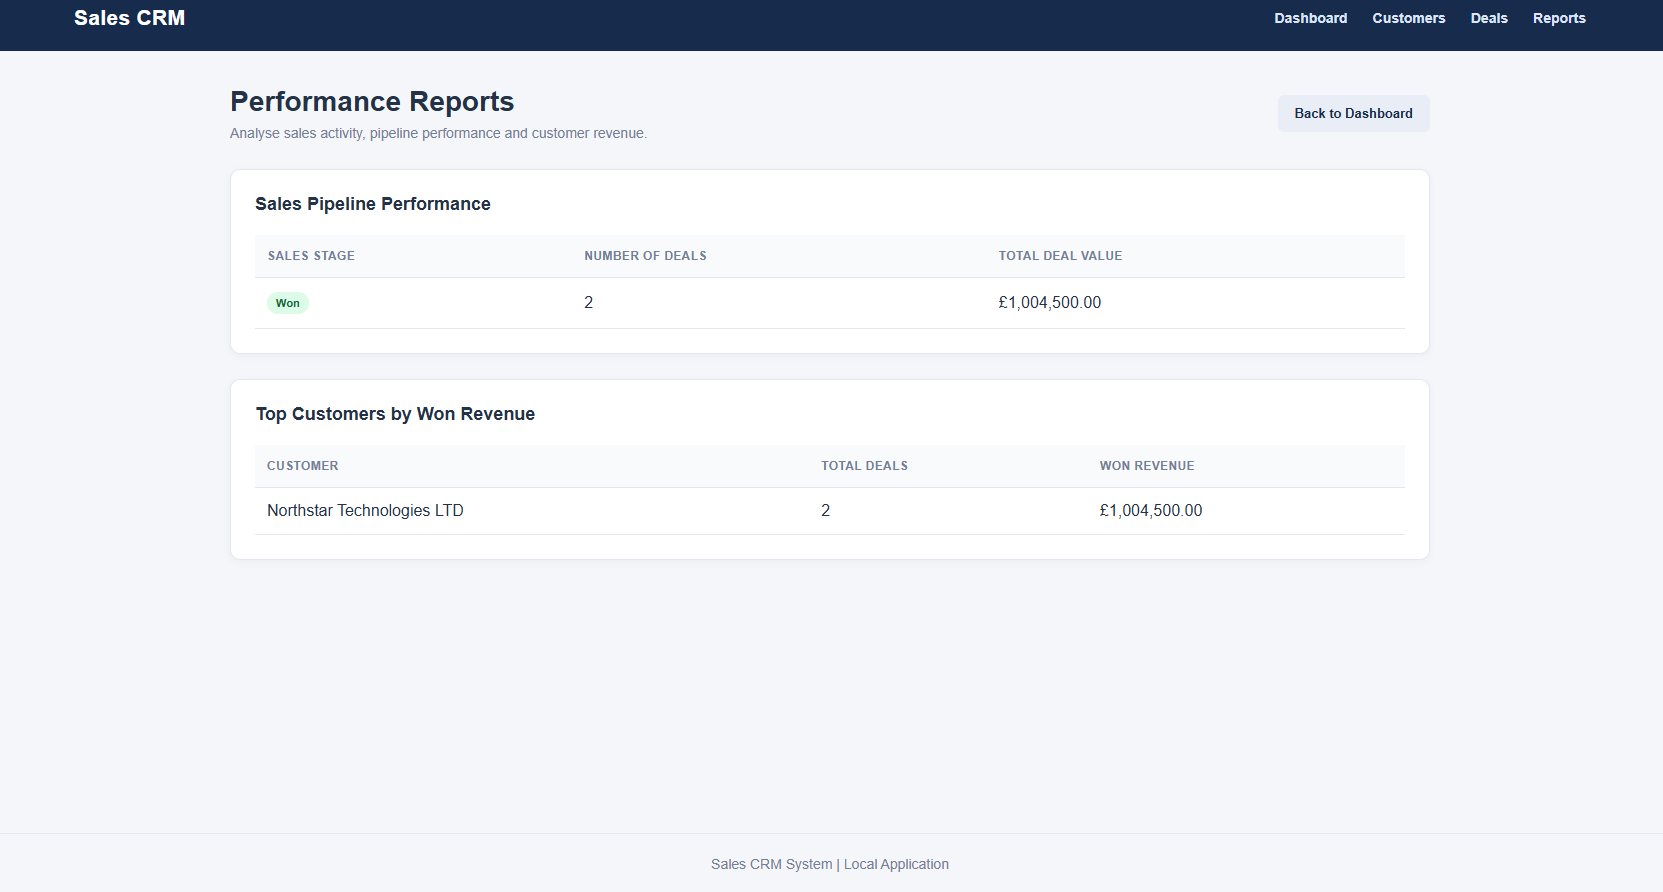 Sales CRM
Dashboard Customers Deals Reports
Performance Reports
Analyse sales activity, pipeline performance and customer revenue.
Back to Dashboard
Sales Pipeline Performance
SALES STAGE NUMBER OF DEALS TOTAL DEAL VALUE
Won 2 £1,004,500.00
Top Customers by Won Revenue
CUSTOMER TOTAL DEALS WON REVENUE
Northstar Technologies LTD 2 £1,004,500.00
Sales CRM System | Local Application